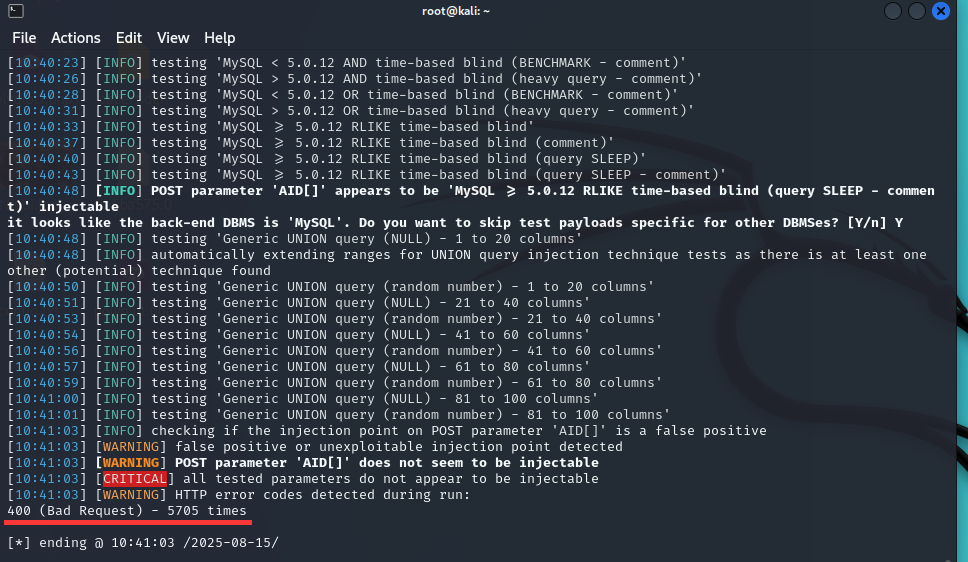 root@kali: ~
File Actions Edit View Help
[10:40:23] [INFO] testing 'MySQL < 5.0.12 AND time-based blind (BENCHMARK - comment)'
[10:40:26] [INFO] testing 'MySQL > 5.0.12 AND time-based blind (heavy query - comment)'
[10:40:28] [INFO] testing 'MySQL < 5.0.12 OR time-based blind (BENCHMARK - comment)'
[10:40:31] [INFO] testing 'MySQL > 5.0.12 OR time-based blind (heavy query - comment)'
[10:40:33] [INFO] testing 'MySQL ≥ 5.0.12 RLIKE time-based blind'
[10:40:37] [INFO] testing 'MySQL ≥ 5.0.12 RLIKE time-based blind (comment)'
[10:40:40] [INFO] testing 'MySQL ≥ 5.0.12 RLIKE time-based blind (query SLEEP)'
[10:40:43] [INFO] testing 'MySQL ≥ 5.0.12 RLIKE time-based blind (query SLEEP - comment)'
[10:40:48] [INFO] POST parameter 'AID[]' appears to be 'MySQL ≥ 5.0.12 RLIKE time-based blind (query SLEEP - commen
t)' injectable
it looks like the back-end DBMS is 'MySQL'. Do you want to skip test payloads specific for other DBMSes? [Y/n] Y
[10:40:48] [INFO] testing 'Generic UNION query (NULL) - 1 to 20 columns'
[10:40:48] [INFO] automatically extending ranges for UNION query injection technique tests as there is at least one
other (potential) technique found
[10:40:50] [INFO] testing 'Generic UNION query (random number) - 1 to 20 columns'
[10:40:51] [INFO] testing 'Generic UNION query (NULL) - 21 to 40 columns'
[10:40:53] [INFO] testing 'Generic UNION query (random number) - 21 to 40 columns'
[10:40:54] [INFO] testing 'Generic UNION query (NULL) - 41 to 60 columns'
[10:40:56] [INFO] testing 'Generic UNION query (random number) - 41 to 60 columns'
[10:40:57] [INFO] testing 'Generic UNION query (NULL) - 61 to 80 columns'
[10:40:59] [INFO] testing 'Generic UNION query (random number) - 61 to 80 columns'
[10:41:00] [INFO] testing 'Generic UNION query (NULL) - 81 to 100 columns'
[10:41:01] [INFO] testing 'Generic UNION query (random number) - 81 to 100 columns'
[10:41:03] [INFO] checking if the injection point on POST parameter 'AID[]' is a false positive
[10:41:03] [WARNING] false positive or unexploitable injection point detected
[10:41:03] [WARNING] POST parameter 'AID[]' does not seem to be injectable
[10:41:03] [CRITICAL] all tested parameters do not appear to be injectable
[10:41:03] [WARNING] HTTP error codes detected during run:
400 (Bad Request) - 5705 times
[*] ending @ 10:41:03 /2025-08-15/